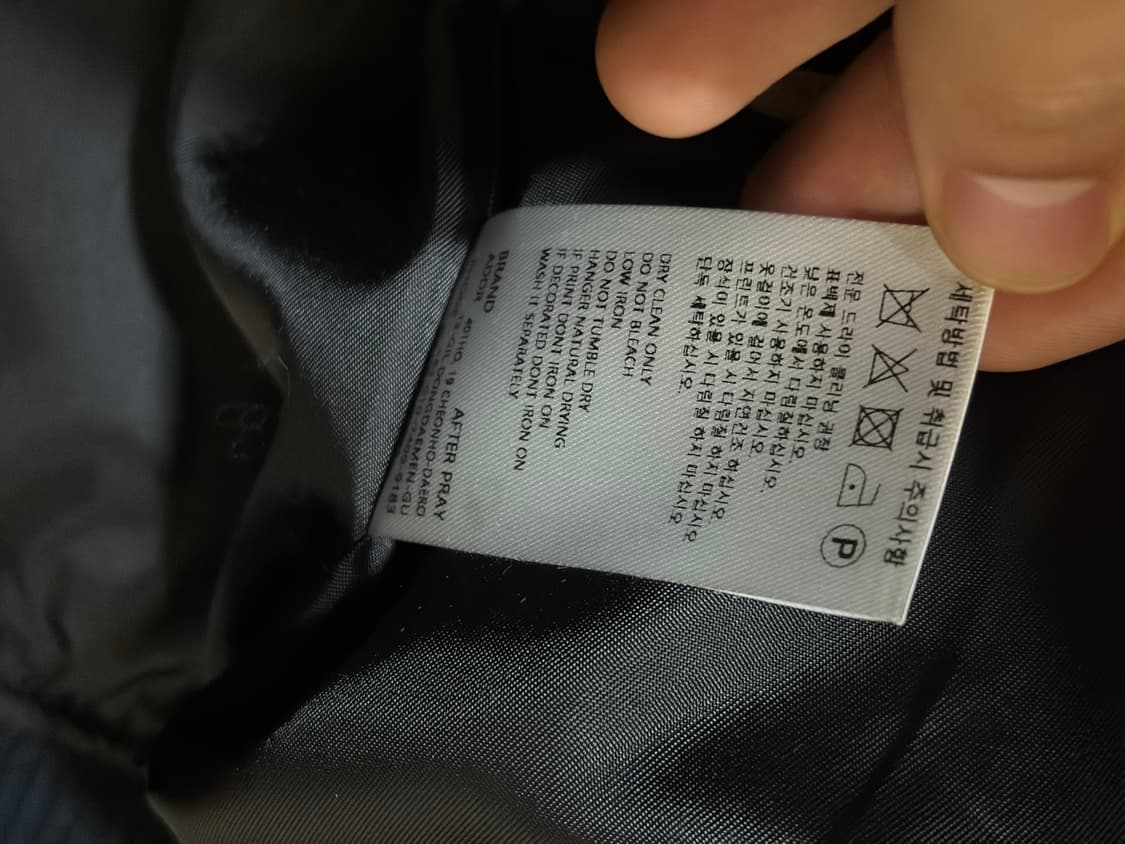 세탁방법 및 취급시 주의사항
P
전문 드라이 클리닝 권장
표백제 사용하지 마십시오.
낮은 온도에서 다림질하십시오.
건조기 사용하지 마십시오.
옷걸이에 걸어서 자연건조 하십시오.
프린트가 있을 시 다림질 하지 마십시오
장식이 있을 시 다림질 하지 마십시오
단독 세탁하십시오.
DRY CLEAN ONLY
DO NOT BLEACH
LOW IRON
DO NOT TUMBLE DRY
HANGER NATURAL DRYING
IF PRINT DONT IRON ON
IF DECORATED DONT IRON ON
WASH IT SEPARATELY
BRAND AFTER PRAY
ADDR 401HO, 19 CHEONHO-DAERO